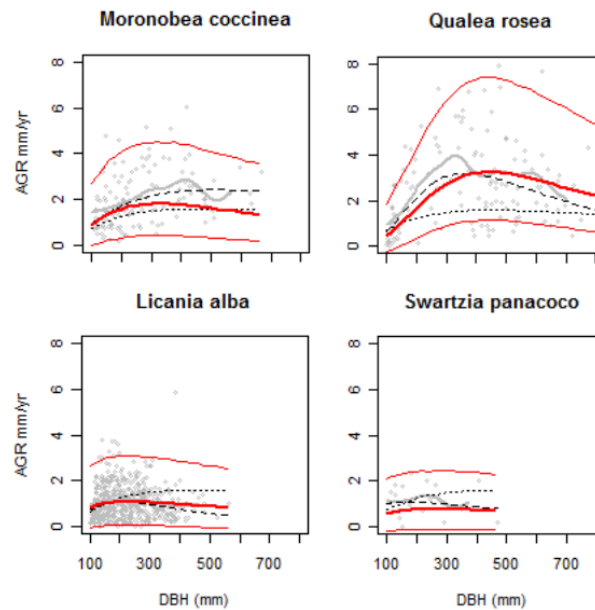 Moronobea coccinea Qualea rosea
8 8
6 6
AGR mm/yr
4 4
2 2
0 0
Licania alba Swartzia panacoco
8 8
6 6
AGR mm/yr
4 4
2 2
0 0
100 300 500 700 100 300 500 700
DBH (mm) DBH (mm)